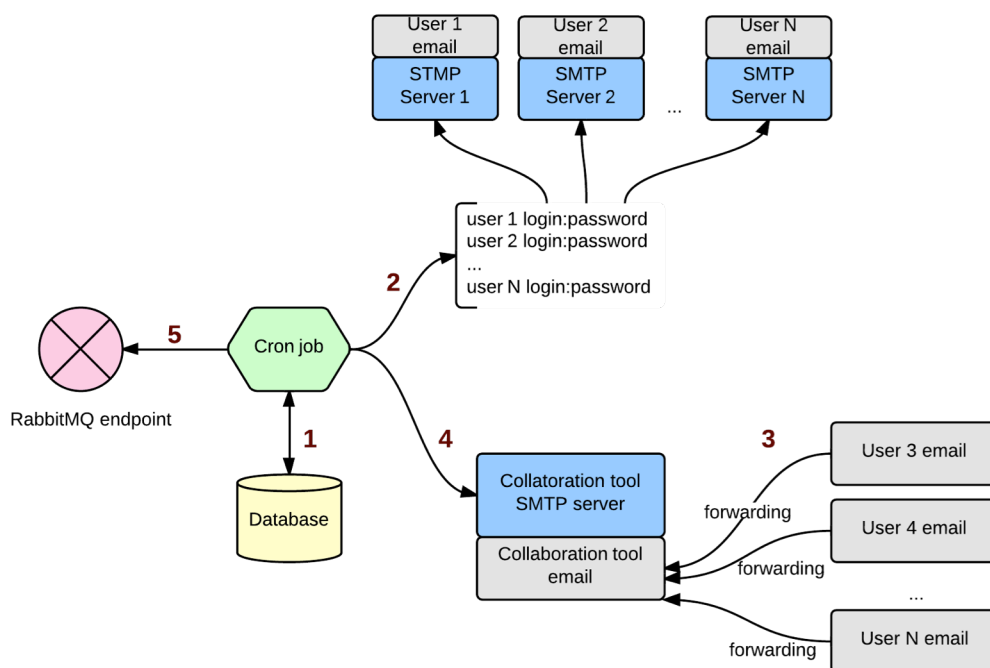 User 1
email
STMP
Server 1
User 2
email
SMTP
Server 2
...
User N
email
SMTP
Server N
user 1 login:password
user 2 login:password
...
user N login:password
2
5
Cron job
RabbitMQ endpoint
1
4
3
Database
Collatoration tool
SMTP server
Collaboration tool
email
User 3 email
forwarding
User 4 email
forwarding
...
User N email
forwarding